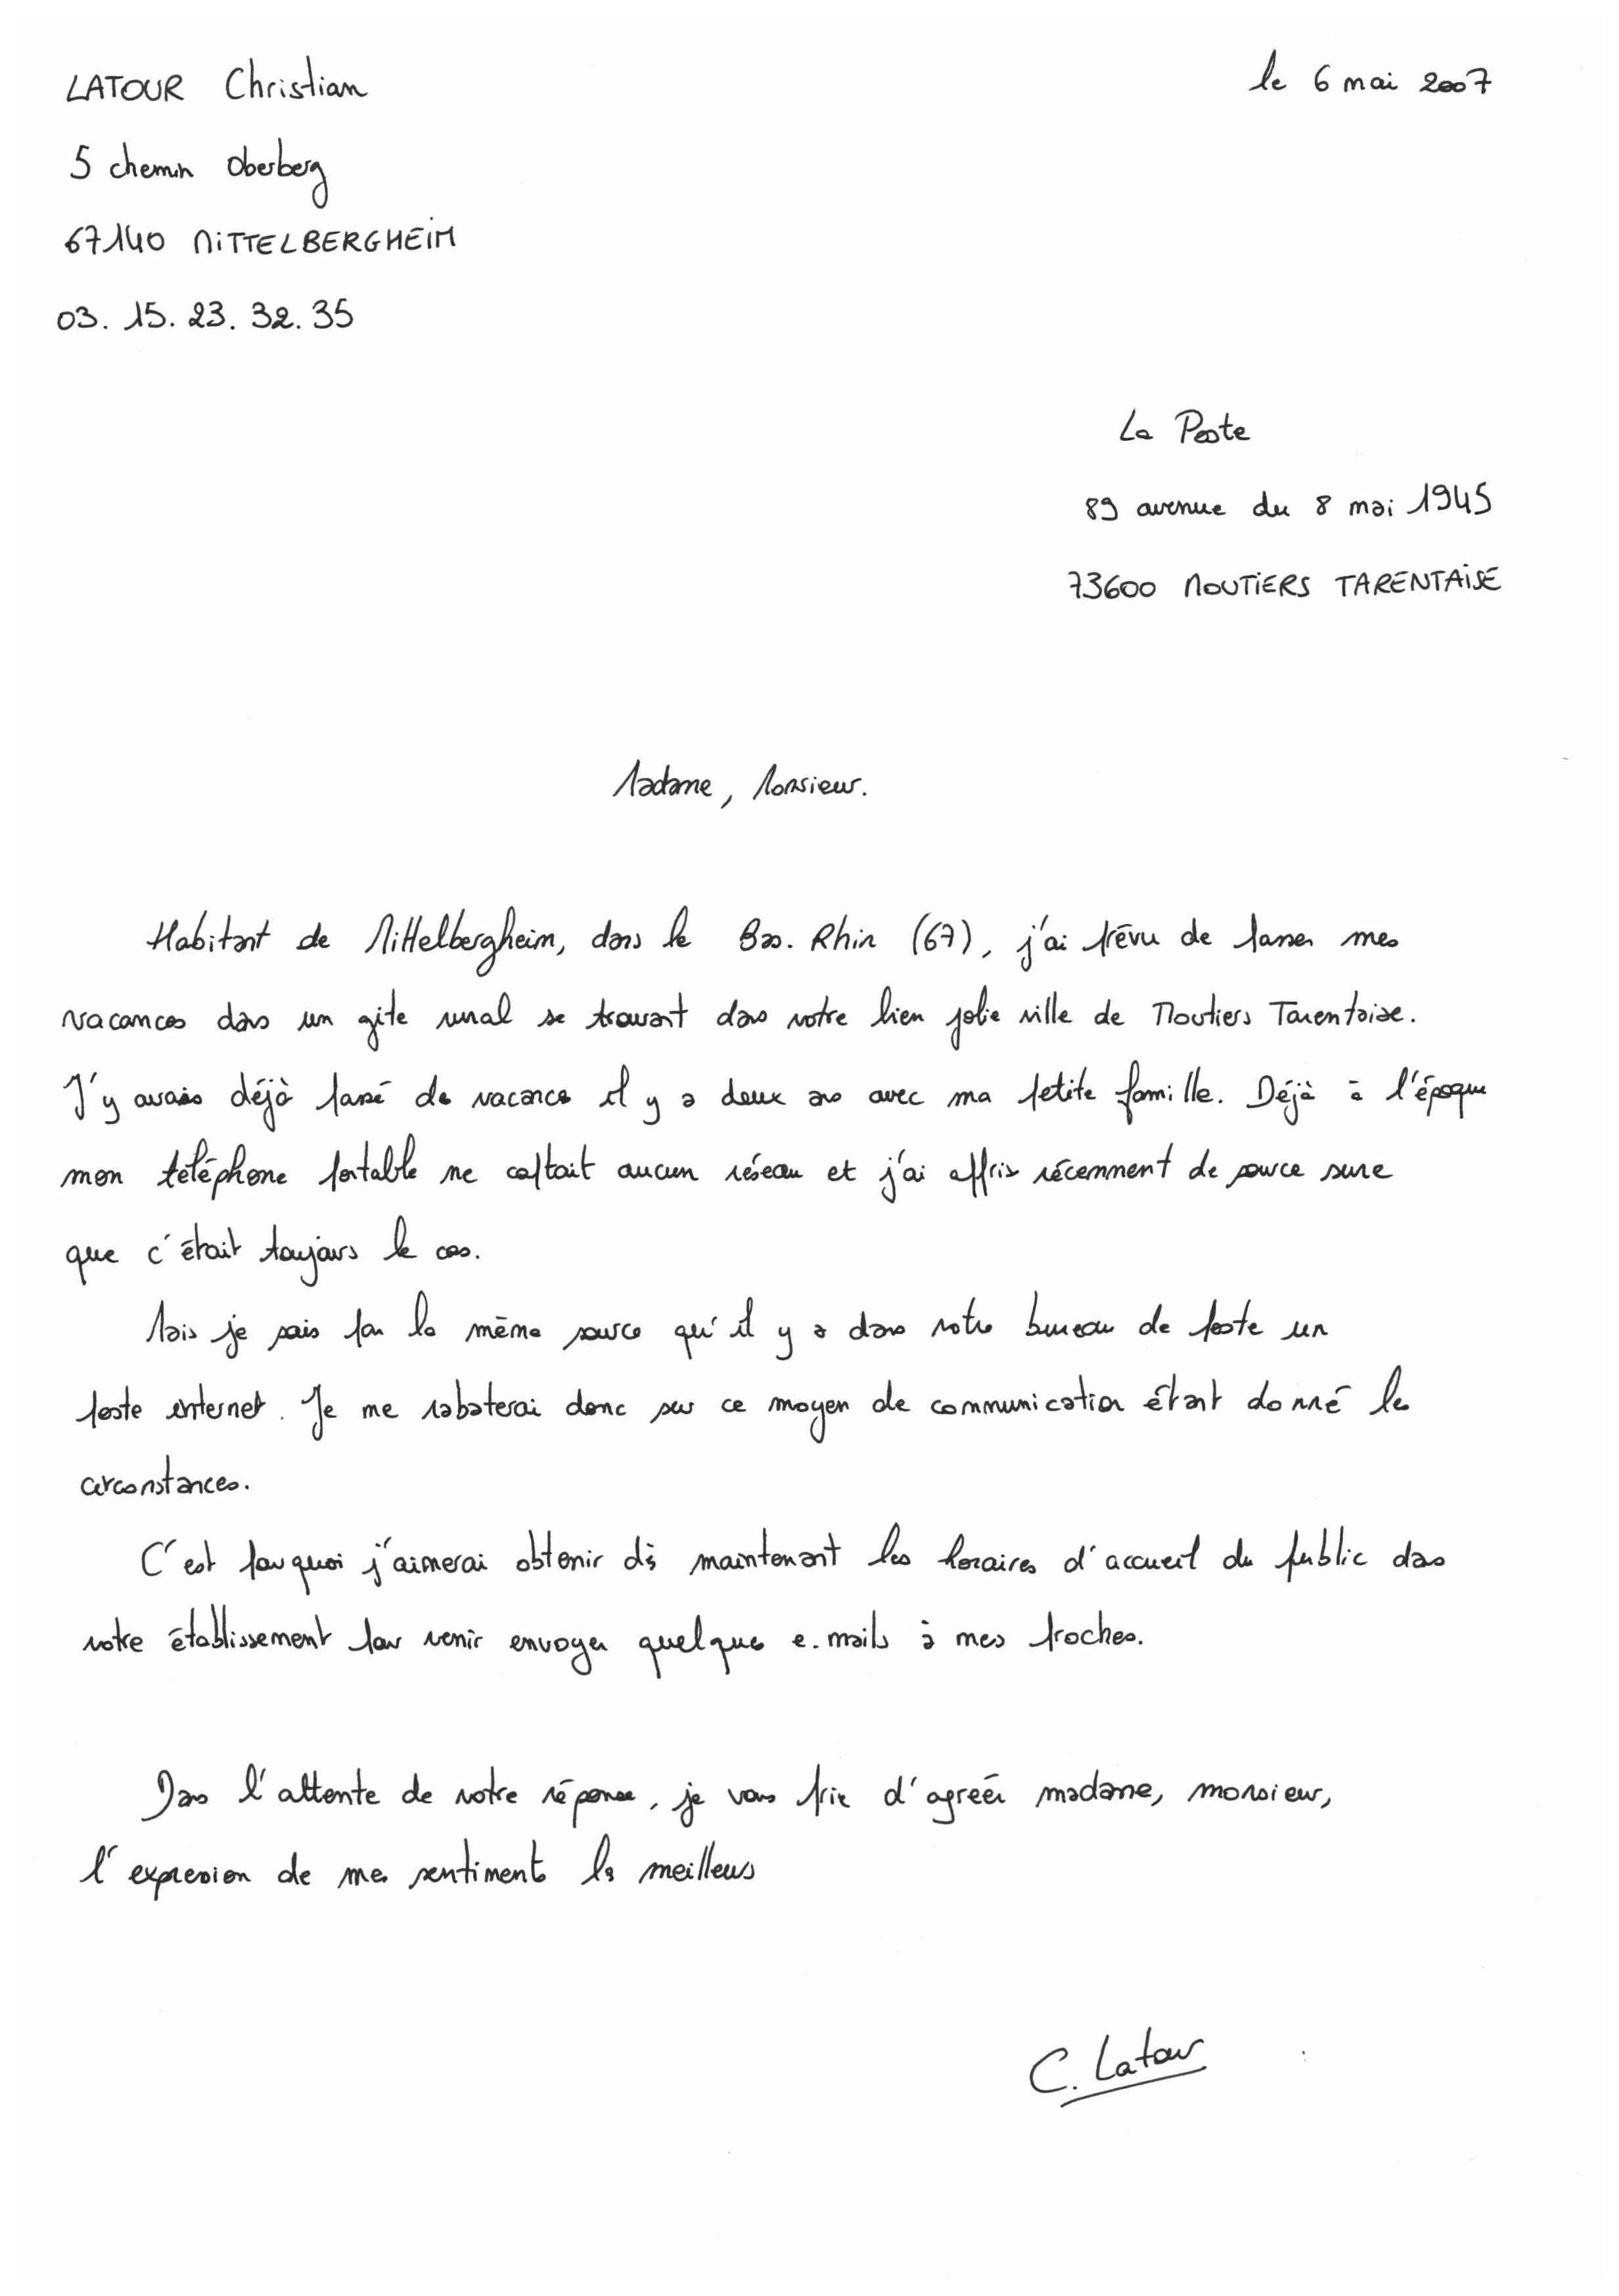 LATOUR Christian
le 6 mai 2007
5 chemin Oberberg
67140 MITTELBERGHEIM
03. 15. 23. 32. 35
La Poste
89 avenue du 8 mai 1945
73600 MOUTIERS TARENTAISE
Madame, Monsieur.
Habitant de Mittelbergheim, dans le Bas-Rhin (67), j'ai prévu de passer mes
vacances dans un gite rural se trouvant dans votre bien jolie ville de Moutiers Tarentaise.
J'y avais déjà passé des vacances il y a deux ans avec ma petite famille. Déjà à l'époque
mon téléphone portable ne captait aucun réseau et j'ai appris récemment de source sure
que c'était toujours le cas.
Mais je sais par la même source qu'il y a dans votre bureau de poste un
poste internet. Je me rabaterai donc sur ce moyen de communication étant donné les
circonstances.
C'est pourquoi j'aimerai obtenir dès maintenant les horaires d'accueil du public dans
votre établissement pour venir envoyer quelques e-mails à mes proches.
Dans l'attente de votre réponse, je vous prie d'agréér madame, monsieur,
l'expression de mes sentiments les meilleurs
C. Latour